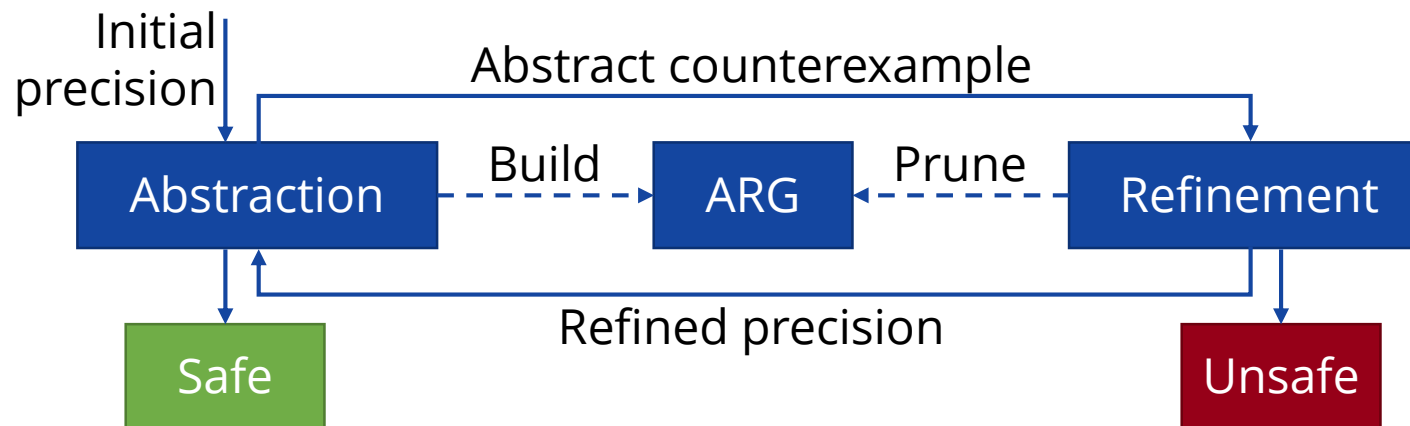 Initial
precision
Abstract counterexample
Abstraction
Build
ARG
Prune
Refinement
Refined precision
Safe
Unsafe